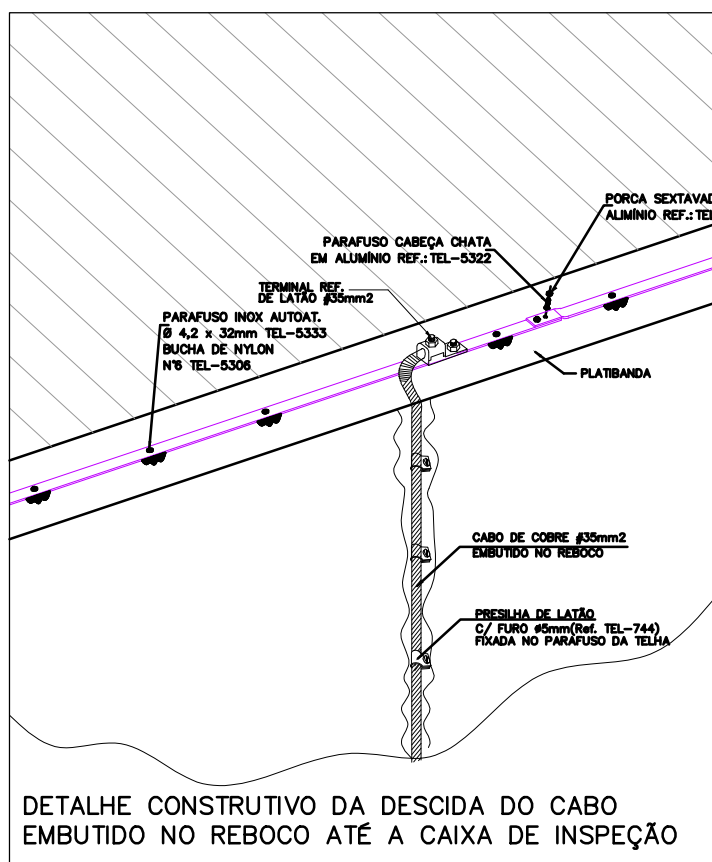 PORCA SEXTAVAD
ALIMÍNIO REF.: TEL
PARAFUSO CABEÇA CHATA
EM ALUMÍNIO REF.: TEL-5322
TERMINAL REF.
DE LATÃO #35mm2
PARAFUSO INOX AUTOAT.
Ø 4,2 x 32mm TEL-5333
BUCHA DE NYLON
N°6 TEL-5306
PLATIBANDA
CABO DE COBRE #35mm2
EMBUTIDO NO REBOCO
PRESILHA DE LATÃO
C/ FURO Ø5mm(Ref. TEL-744)
FIXADA NO PARAFUSO DA TELHA
DETALHE CONSTRUTIVO DA DESCIDA DO CABO
EMBUTIDO NO REBOCO ATÉ A CAIXA DE INSPEÇÃO